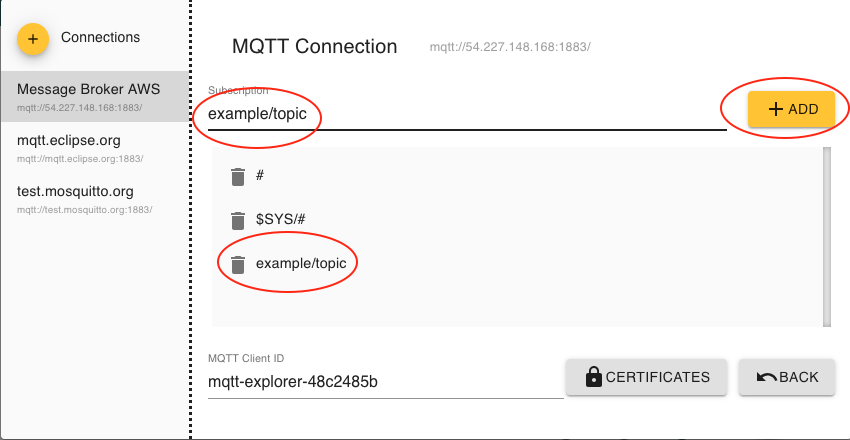 + Connections
Message Broker AWS
mqtt://54.227.148.168:1883/
mqtt.eclipse.org
mqtt://mqtt.eclipse.org:1883/
test.mosquitto.org
mqtt://test.mosquitto.org:1883/
MQTT Connection mqtt://54.227.148.168:1883/
Subscription
example/topic
+ ADD
#
$SYS/#
example/topic
MQTT Client ID
mqtt-explorer-48c2485b
CERTIFICATES
BACK